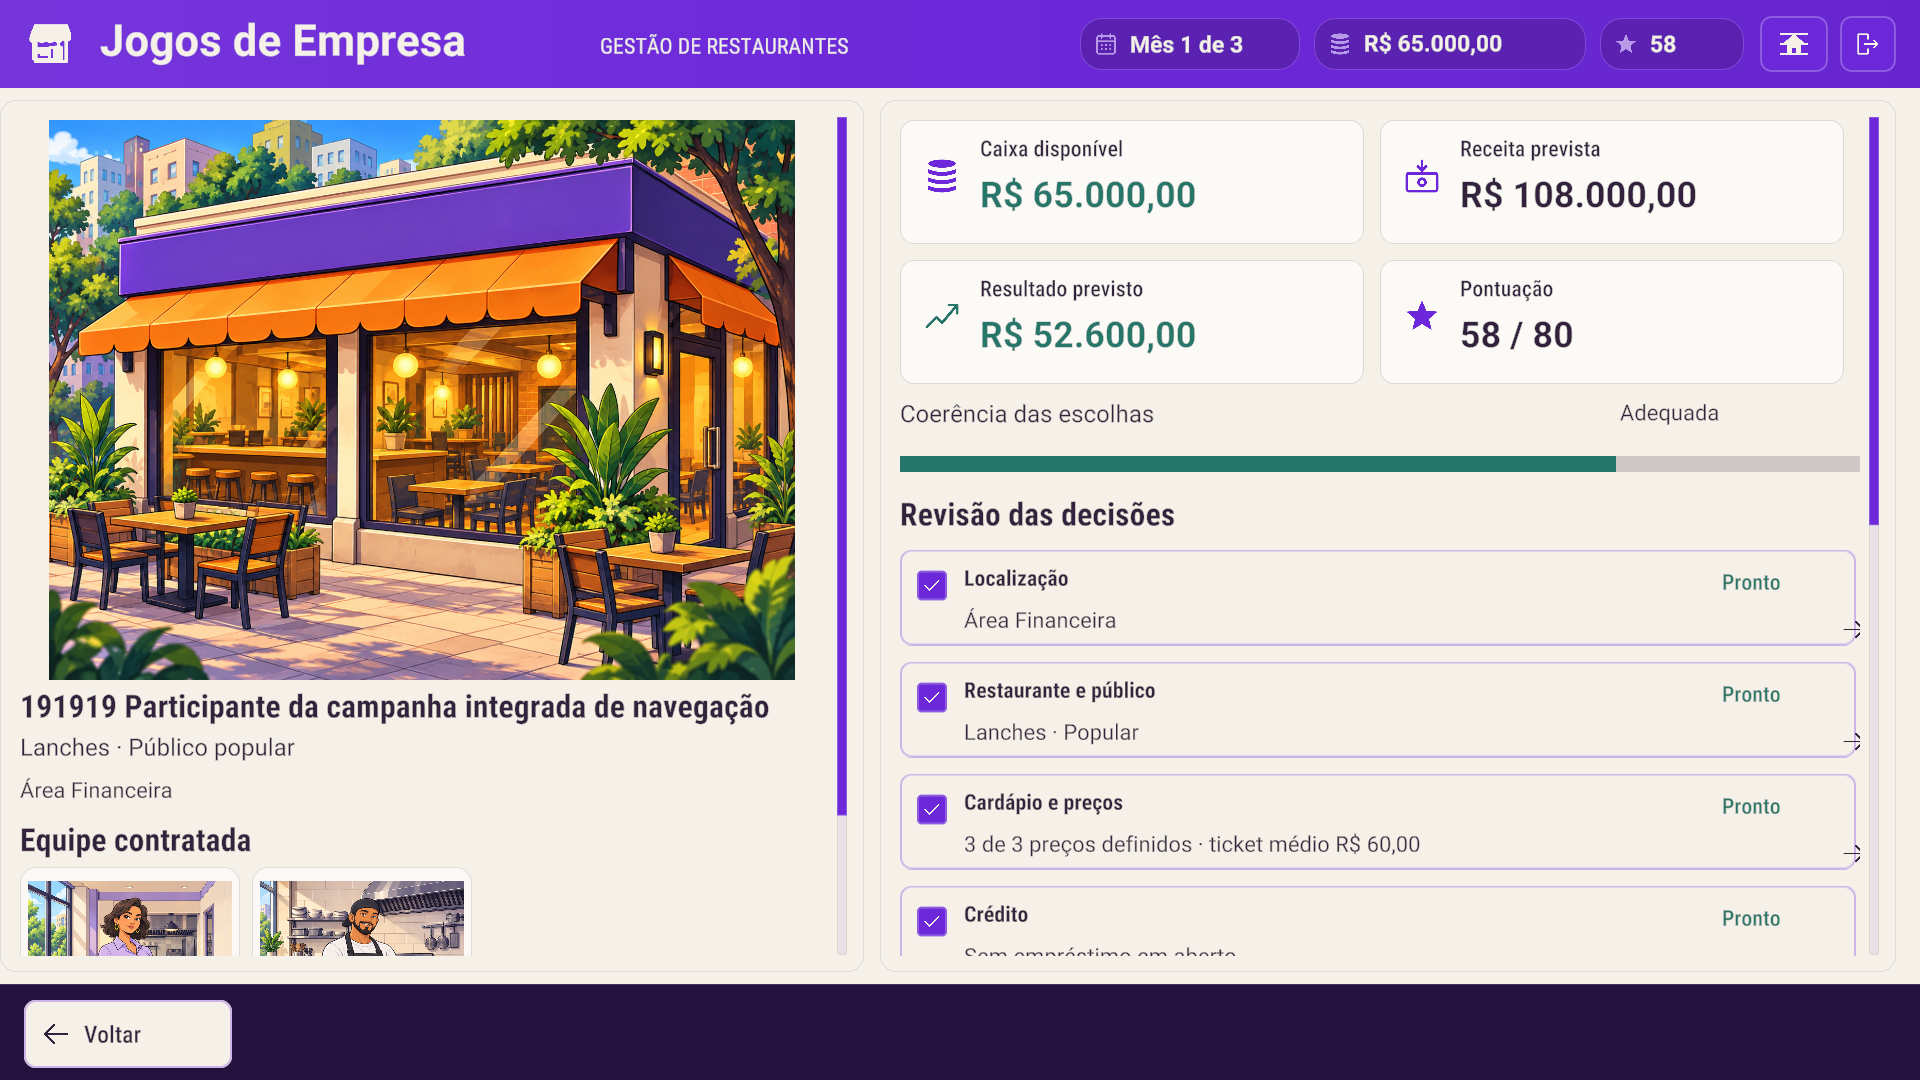 Jogos de Empresa
GESTÃO DE RESTAURANTES
Mês 1 de 3
R$ 65.000,00
58
191919 Participante da campanha integrada de navegação
Lanches · Público popular
Área Financeira
Equipe contratada
Caixa disponível
R$ 65.000,00
Receita prevista
R$ 108.000,00
Resultado previsto
R$ 52.600,00
Pontuação
58 / 80
Coerência das escolhas
Adequada
Revisão das decisões
Localização
Pronto
Área Financeira
Restaurante e público
Pronto
Lanches · Popular
Cardápio e preços
Pronto
3 de 3 preços definidos · ticket médio R$ 60,00
Crédito
Pronto
Sem empréstimo em aberto
Voltar